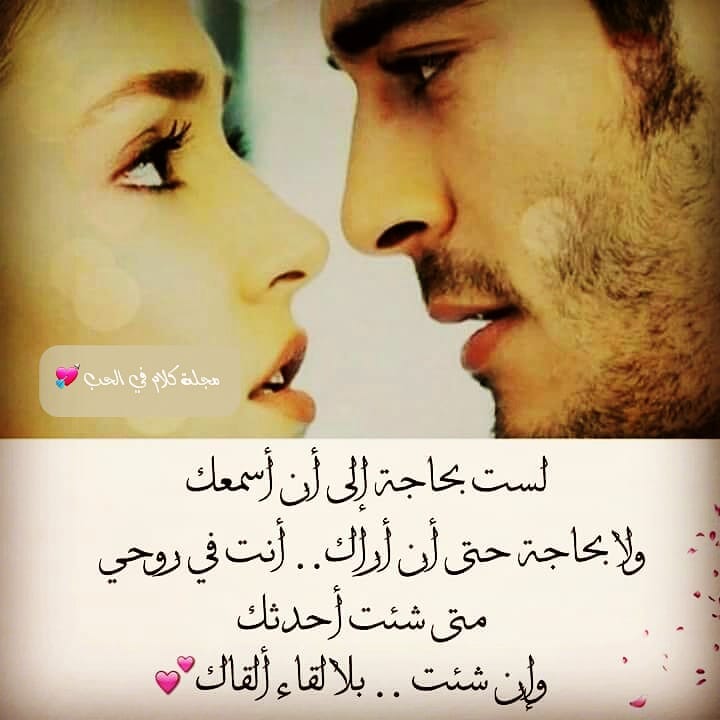 مجلة كلام في الحب 💘
لست بحاجة إلى أن أسمعك
ولا بحاجة حتى أن أراك.. أنت في روحي
متى شئت أحدثك
وإن شئت .. بلا لقاء ألقاك 💕